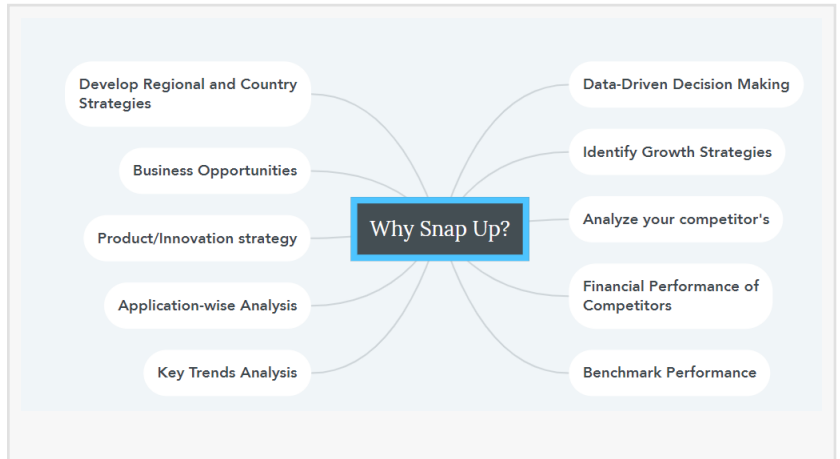 Develop Regional and Country
Strategies
Business Opportunities
Product/Innovation strategy
Application-wise Analysis
Key Trends Analysis
Why Snap Up?
Data-Driven Decision Making
Identify Growth Strategies
Analyze your competitor's
Financial Performance of
Competitors
Benchmark Performance